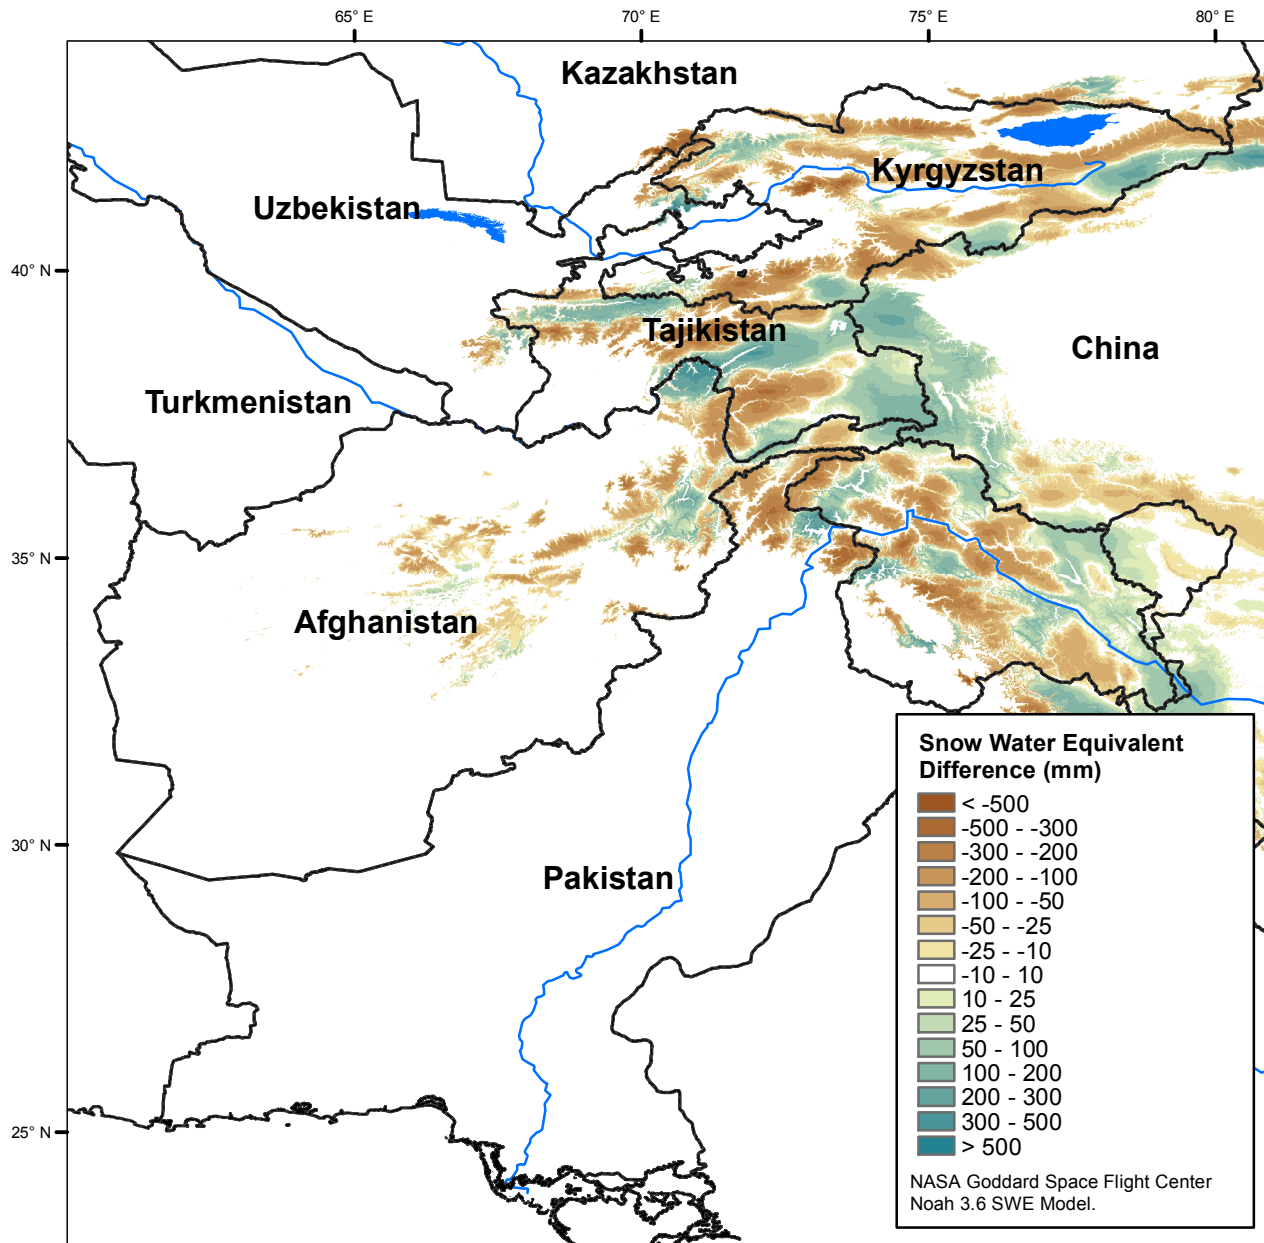 65° E
70° E
75° E
80° E
Kazakhstan
Kyrgyzstan
Uzbekistan
40° N
Tajikistan
China
Turkmenistan
35° N
Afghanistan
Snow Water Equivalent
Difference (mm)
< -500
-500 - -300
-300 - -200
-200 - -100
-100 - -50
-50 - -25
-25 - -10
-10 - 10
10 - 25
25 - 50
50 - 100
100 - 200
200 - 300
300 - 500
> 500
NASA Goddard Space Flight Center
Noah 3.6 SWE Model.
30° N
Pakistan
25° N